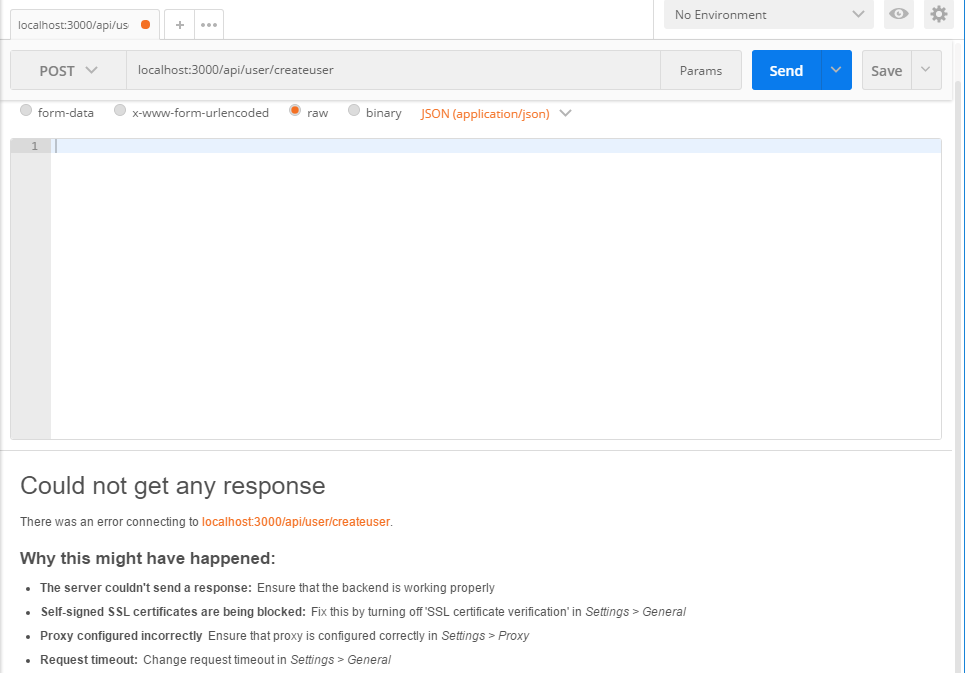 localhost:3000/api/us
+
•••
No Environment
POST
localhost:3000/api/user/createuser
Params
Send
Save
form-data
x-www-form-urlencoded
raw
binary
JSON (application/json)
1
Could not get any response
There was an error connecting to localhost:3000/api/user/createuser.
Why this might have happened:
• The server couldn't send a response: Ensure that the backend is working properly
• Self-signed SSL certificates are being blocked: Fix this by turning off 'SSL certificate verification' in Settings > General
• Proxy configured incorrectly Ensure that proxy is configured correctly in Settings > Proxy
• Request timeout: Change request timeout in Settings > General